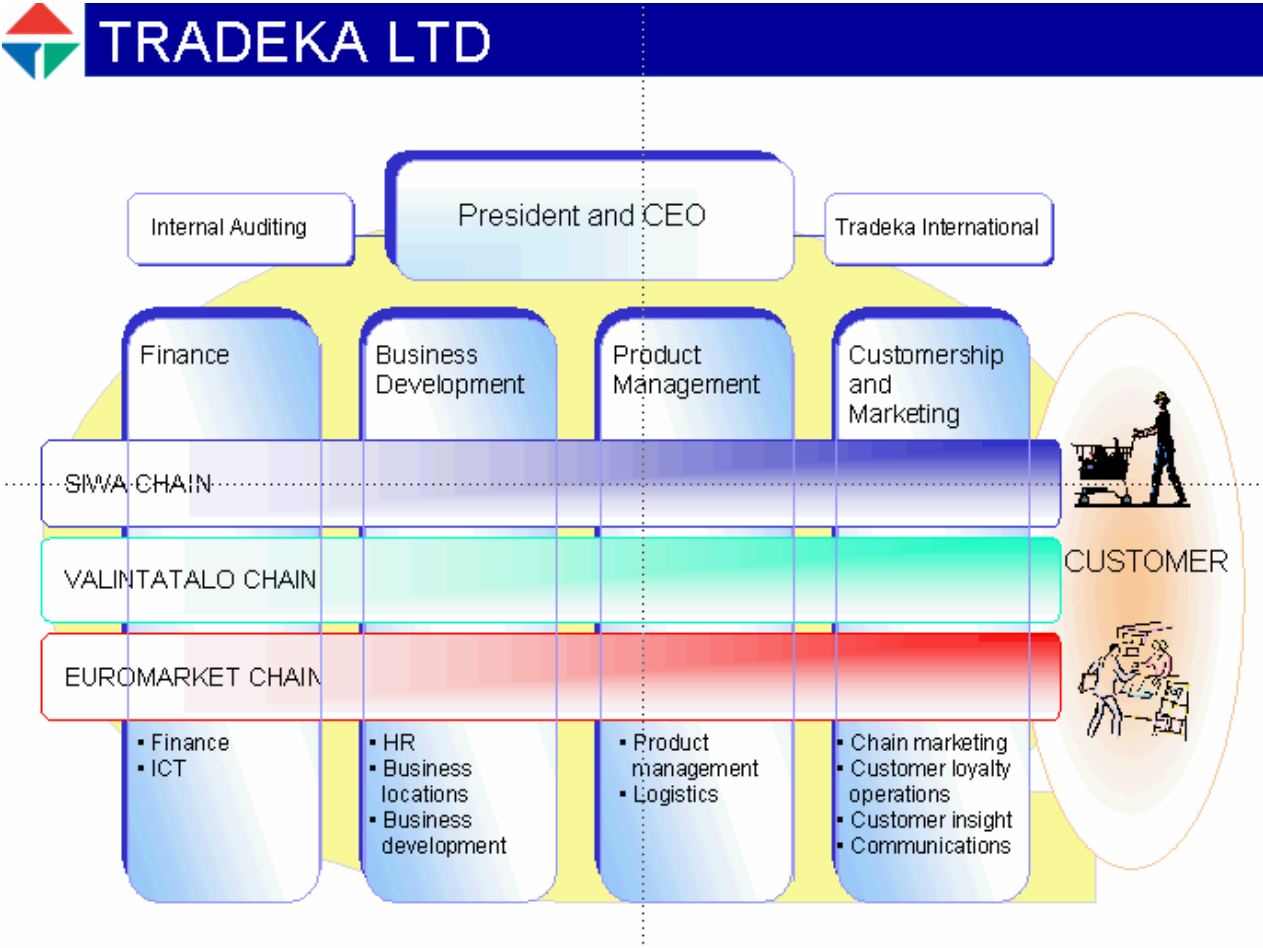 TRADEKA LTD
President and CEO
Internal Auditing
Tradeka International
Finance
Business
Development
Product
Management
Customership
and
Marketing
SIWA CHAIN
VALINTATALO CHAIN
EUROMARKET CHAIN
CUSTOMER
▪ Finance
▪ ICT
▪ HR
▪ Business
locations
▪ Business
development
▪ Product
management
▪ Logistics
▪ Chain marketing
▪ Customer loyalty
operations
▪ Customer insight
▪ Communications